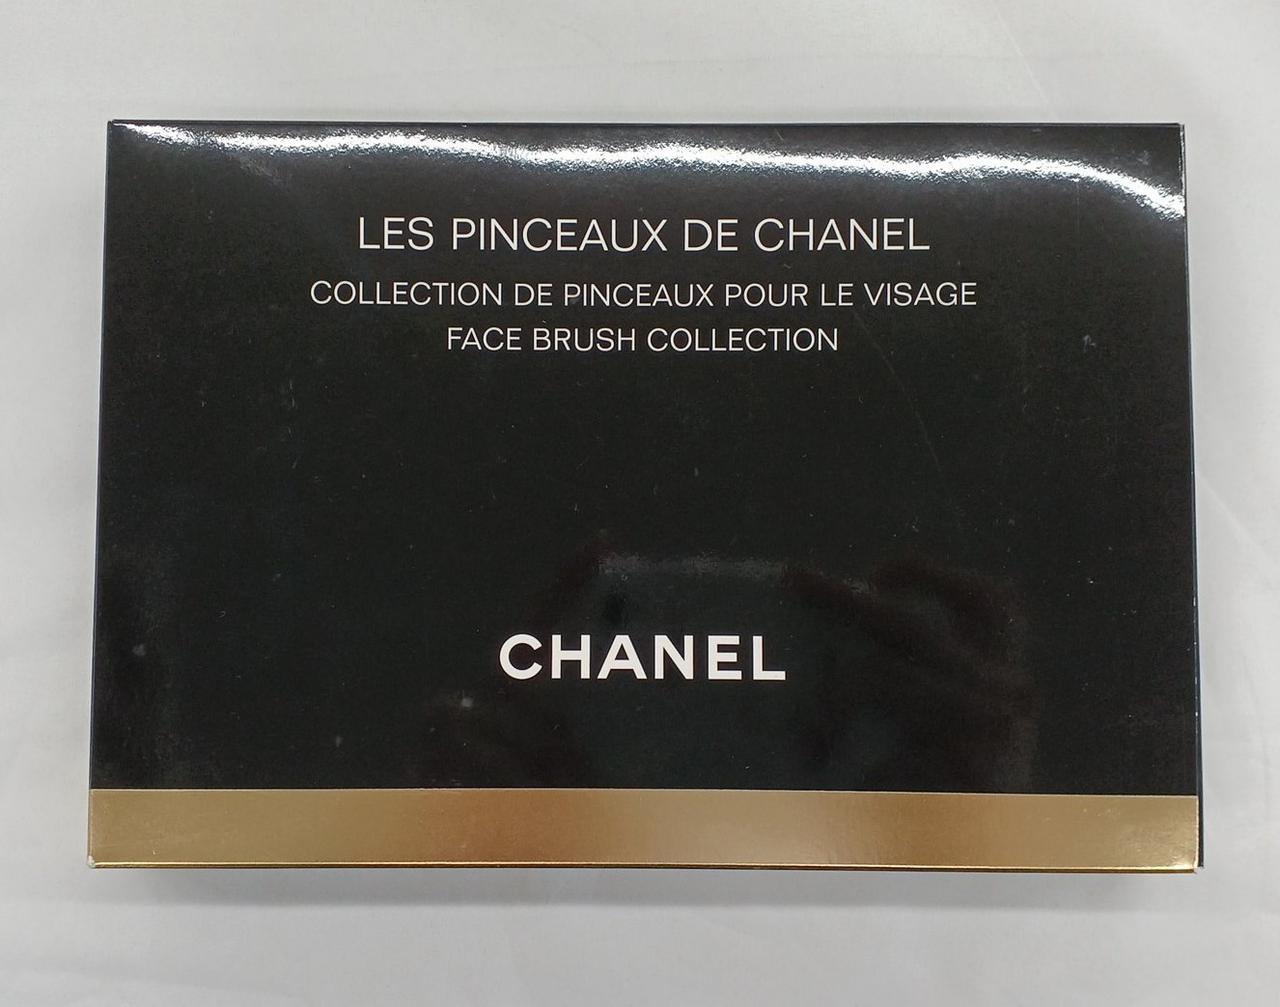 LES PINCEAUX DE CHANEL
COLLECTION DE PINCEAUX POUR LE VISAGE
FACE BRUSH COLLECTION
CHANEL